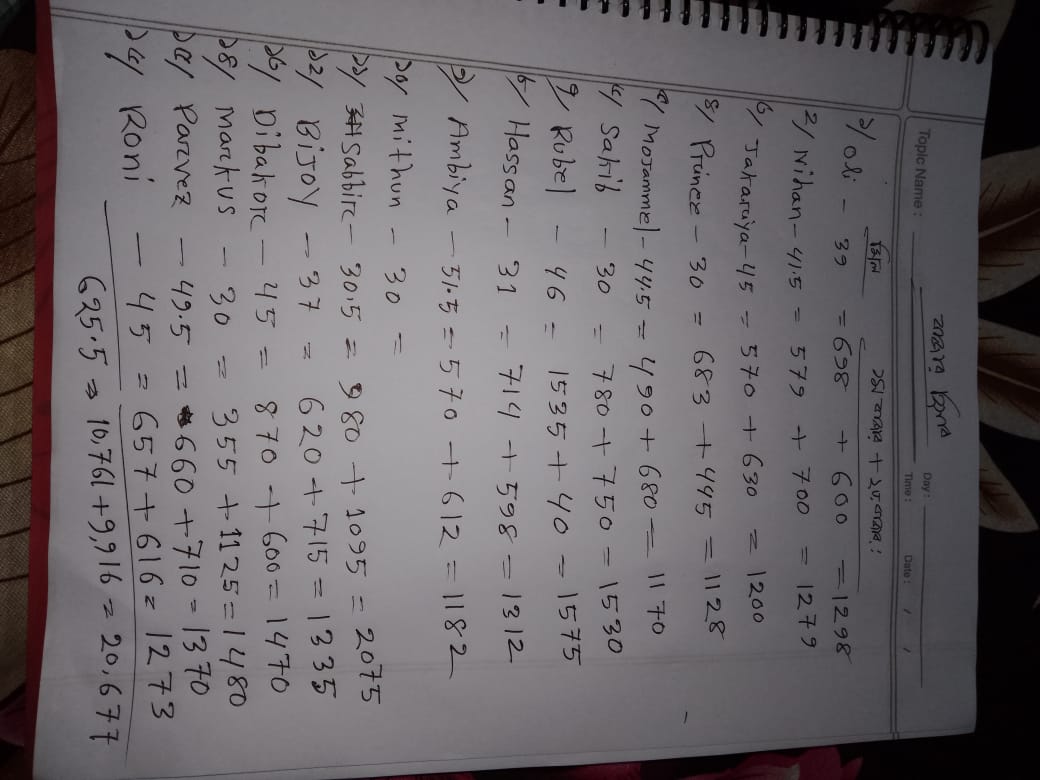 বাজার হিসাব
Topic Name :
Day :
Time : Date : / /
মিল ১ম বাজার + ২য় বাজার :
১/ Oli - 39 = 698 + 600 = 1298
২/ Nihan - 41.5 = 579 + 700 = 1279
৩/ Jakaruya - 45 = 570 + 630 = 1200
৪/ Prince - 30 = 683 + 445 = 1128
৫/ Mojammel - 44.5 = 490 + 680 = 1170
৬/ Sakib - 30 = 780 + 750 = 1530
৭/ Rubel - 46 = 1535 + 40 = 1575
৮/ Hassan - 31 = 714 + 598 = 1312
৯/ Ambiya - 51.5 = 570 + 612 = 1182
১০/ Mithun - 30 =
১১/ Sabbir - 30.5 = 980 + 1095 = 2075
১২/ Bijoy - 37 = 620 + 715 = 1335
১৩/ Dibakor - 45 = 870 + 600 = 1470
১৪/ Markus - 30 = 355 + 1125 = 1480
১৫/ Parvez - 49.5 = 660 + 710 = 1370
১৬/ Roni - 45 = 657 + 616 = 1273
625.5 => 10,761 + 9,916 = 20,677